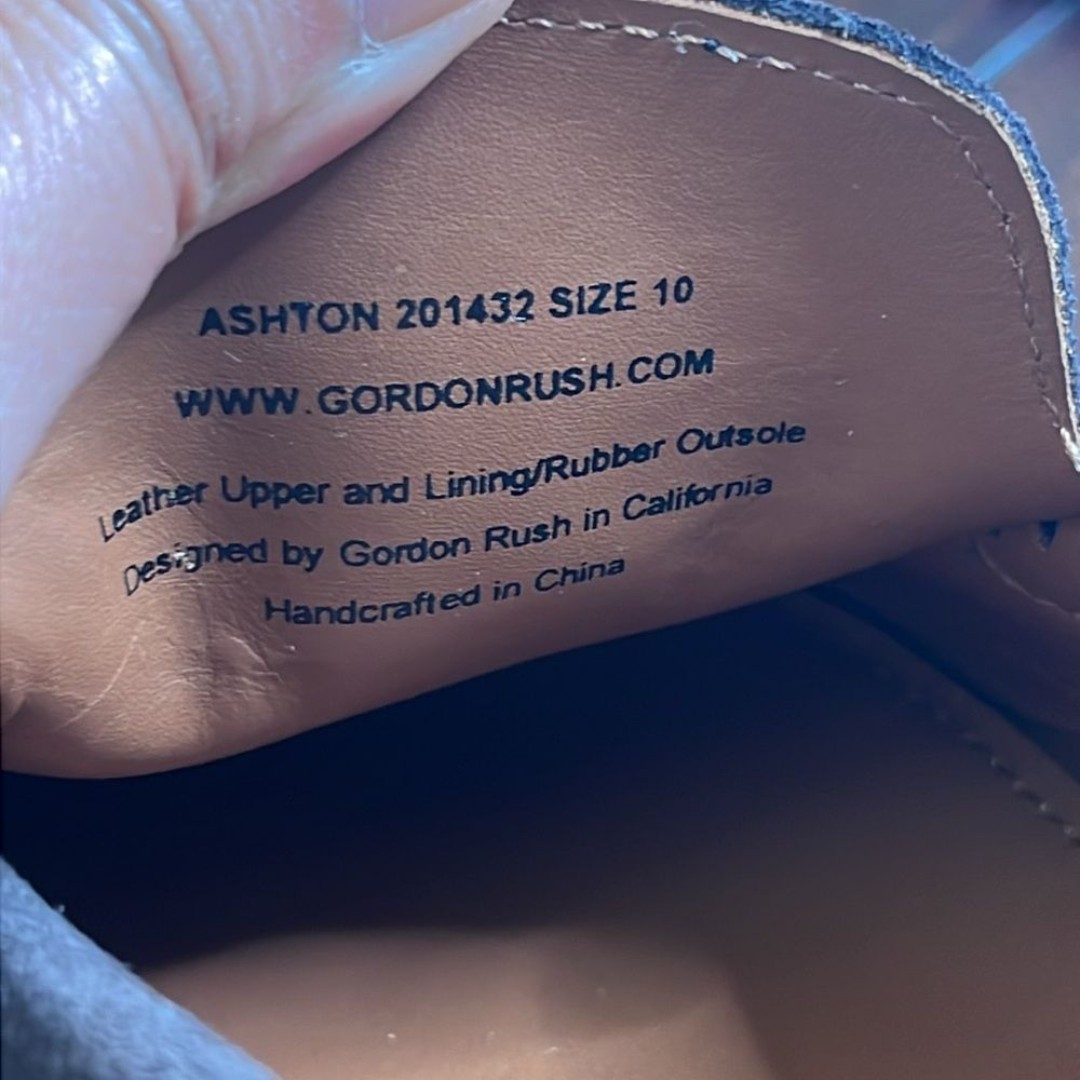 ASHTON 201432 SIZE 10
WWW.GORDONRUSH.COM
Leather Upper and Lining/Rubber Outsole
Designed by Gordon Rush in California
Handcrafted in China